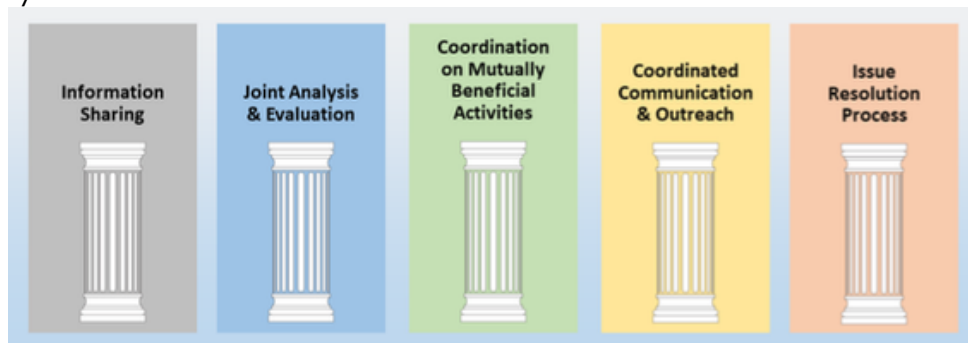 Information
Sharing
Joint Analysis
& Evaluation
Coordination
on Mutually
Beneficial
Activities
Coordinated
Communication
& Outreach
Issue
Resolution
Process